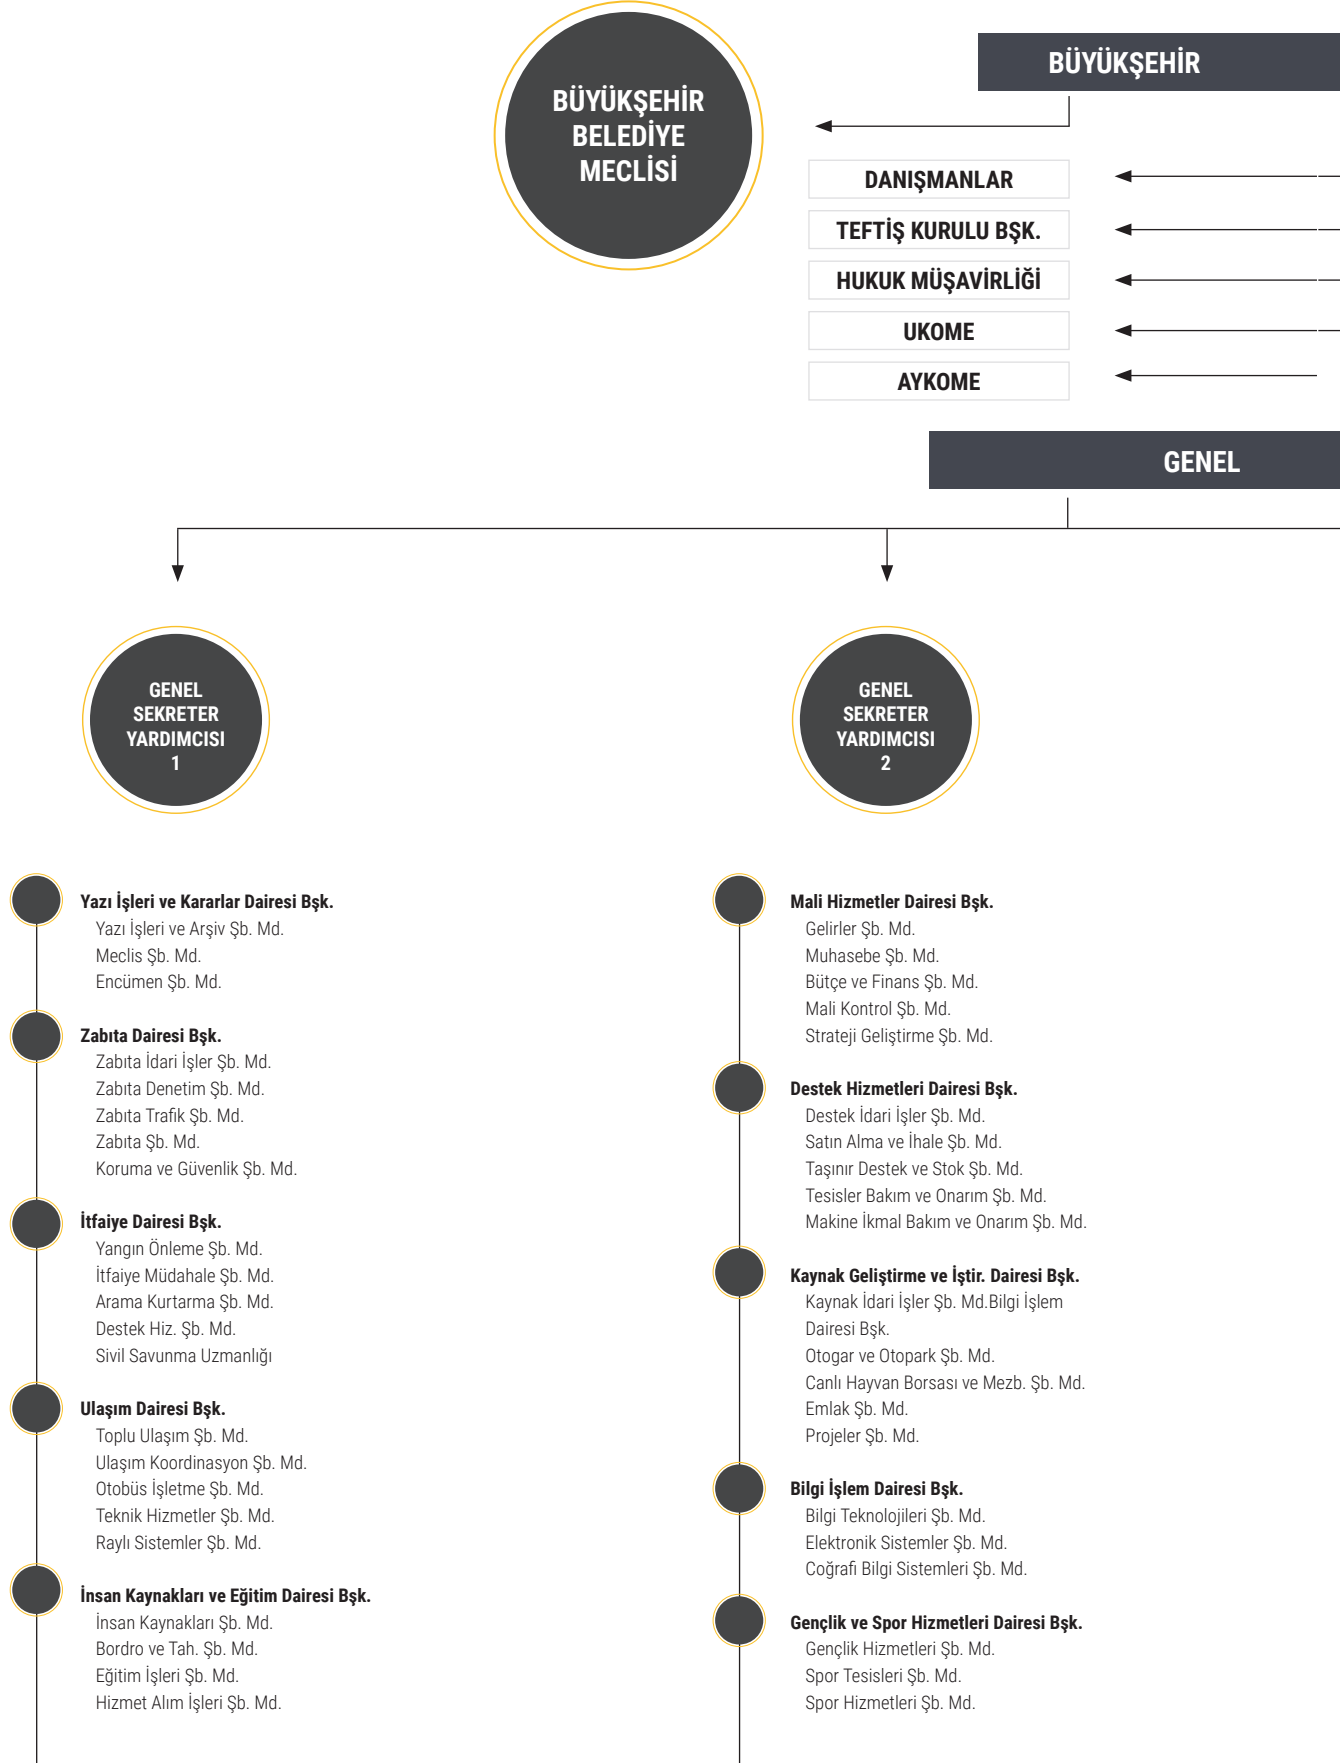 BÜYÜKŞEHİR
BELEDİYE
MECLİSİ
BÜYÜKŞEHİR
DANIŞMANLAR
TEFTİŞ KURULU BŞK.
HUKUK MÜŞAVİRLİĞİ
UKOME
AYKOME
GENEL
GENEL
SEKRETER
YARDIMCISI
1
GENEL
SEKRETER
YARDIMCISI
2
Yazı İşleri ve Kararlar Dairesi Bşk.
Yazı İşleri ve Arşiv Şb. Md.
Meclis Şb. Md.
Encümen Şb. Md.
Zabıta Dairesi Bşk.
Zabıta İdari İşler Şb. Md.
Zabıta Denetim Şb. Md.
Zabıta Trafik Şb. Md.
Zabıta Şb. Md.
Koruma ve Güvenlik Şb. Md.
İtfaiye Dairesi Bşk.
Yangın Önleme Şb. Md.
İtfaiye Müdahale Şb. Md.
Arama Kurtarma Şb. Md.
Destek Hiz. Şb. Md.
Sivil Savunma Uzmanlığı
Ulaşım Dairesi Bşk.
Toplu Ulaşım Şb. Md.
Ulaşım Koordinasyon Şb. Md.
Otobüs İşletme Şb. Md.
Teknik Hizmetler Şb. Md.
Raylı Sistemler Şb. Md.
İnsan Kaynakları ve Eğitim Dairesi Bşk.
İnsan Kaynakları Şb. Md.
Bordro ve Tah. Şb. Md.
Eğitim İşleri Şb. Md.
Hizmet Alım İşleri Şb. Md.
Mali Hizmetler Dairesi Bşk.
Gelirler Şb. Md.
Muhasebe Şb. Md.
Bütçe ve Finans Şb. Md.
Mali Kontrol Şb. Md.
Strateji Geliştirme Şb. Md.
Destek Hizmetleri Dairesi Bşk.
Destek İdari İşler Şb. Md.
Satın Alma ve İhale Şb. Md.
Taşınır Destek ve Stok Şb. Md.
Tesisler Bakım ve Onarım Şb. Md.
Makine İkmal Bakım ve Onarım Şb. Md.
Kaynak Geliştirme ve İştir. Dairesi Bşk.
Kaynak İdari İşler Şb. Md.Bilgi İşlem
Dairesi Bşk.
Otogar ve Otopark Şb. Md.
Canlı Hayvan Borsası ve Mezb. Şb. Md.
Emlak Şb. Md.
Projeler Şb. Md.
Bilgi İşlem Dairesi Bşk.
Bilgi Teknolojileri Şb. Md.
Elektronik Sistemler Şb. Md.
Coğrafi Bilgi Sistemleri Şb. Md.
Gençlik ve Spor Hizmetleri Dairesi Bşk.
Gençlik Hizmetleri Şb. Md.
Spor Tesisleri Şb. Md.
Spor Hizmetleri Şb. Md.